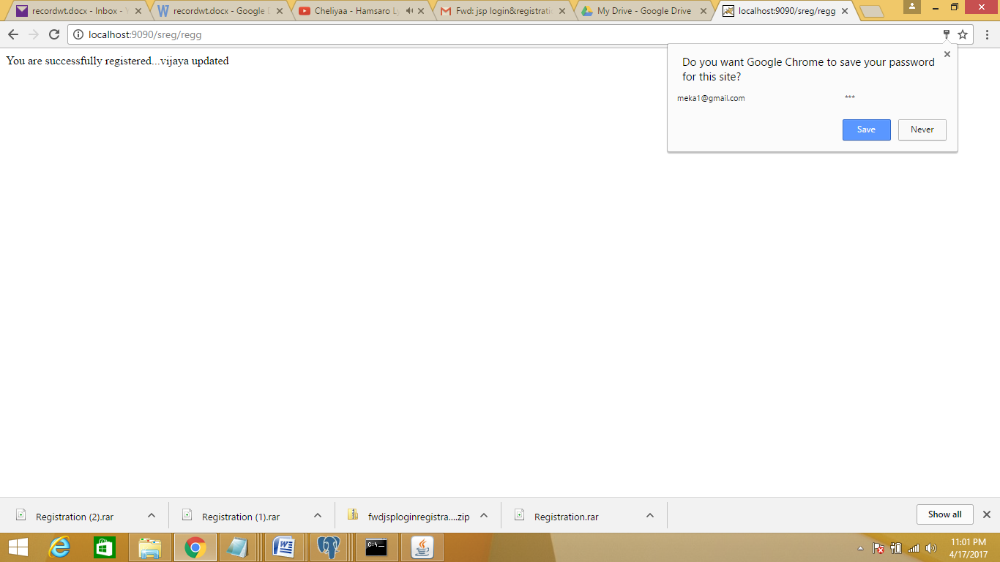 recordwt.docx - Inbox - Y
recordwt.docx - Google
Cheliyaa - Hamsaro Ly
Fwd: jsp login&registrati
My Drive - Google Drive
localhost:9090/sreg/regg
localhost:9090/sreg/regg
You are successfully registered...vijaya updated
Do you want Google Chrome to save your password
for this site?
meka1@gmail.com ***
Save Never
Registration (2).rar
Registration (1).rar
fwdjsploginregistra....zip
Registration.rar
Show all
11:01 PM
4/17/2017